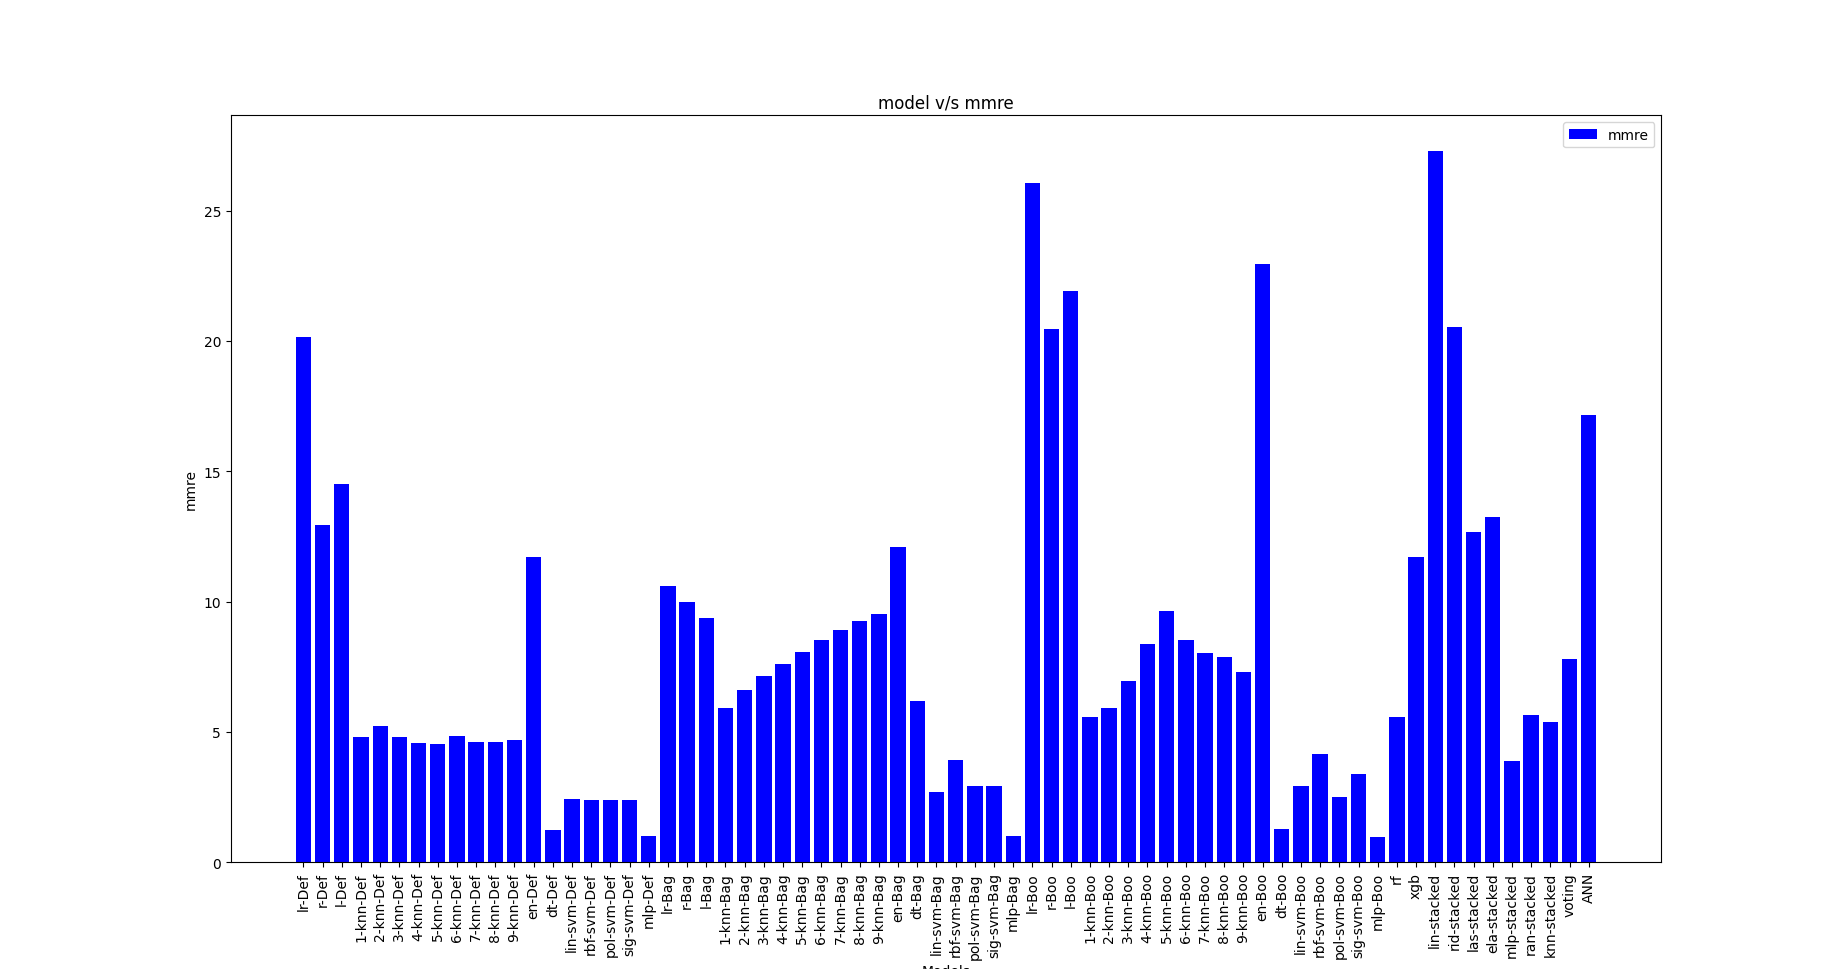 model v/s mmre
mmre
25
20
15
10
5
0
mmre
lr-Def
r-Def
l-Def
1-knn-Def
2-knn-Def
3-knn-Def
4-knn-Def
5-knn-Def
6-knn-Def
7-knn-Def
8-knn-Def
9-knn-Def
en-Def
dt-Def
lin-svm-Def
rbf-svm-Def
pol-svm-Def
sig-svm-Def
mlp-Def
lr-Bag
r-Bag
l-Bag
1-knn-Bag
2-knn-Bag
3-knn-Bag
4-knn-Bag
5-knn-Bag
6-knn-Bag
7-knn-Bag
8-knn-Bag
9-knn-Bag
en-Bag
dt-Bag
lin-svm-Bag
rbf-svm-Bag
pol-svm-Bag
sig-svm-Bag
mlp-Bag
lr-Boo
r-Boo
l-Boo
1-knn-Boo
2-knn-Boo
3-knn-Boo
4-knn-Boo
5-knn-Boo
6-knn-Boo
7-knn-Boo
8-knn-Boo
9-knn-Boo
en-Boo
dt-Boo
lin-svm-Boo
rbf-svm-Boo
pol-svm-Boo
sig-svm-Boo
mlp-Boo
rf
xgb
lin-stacked
rid-stacked
las-stacked
ela-stacked
mlp-stacked
ran-stacked
knn-stacked
voting
ANN
Models